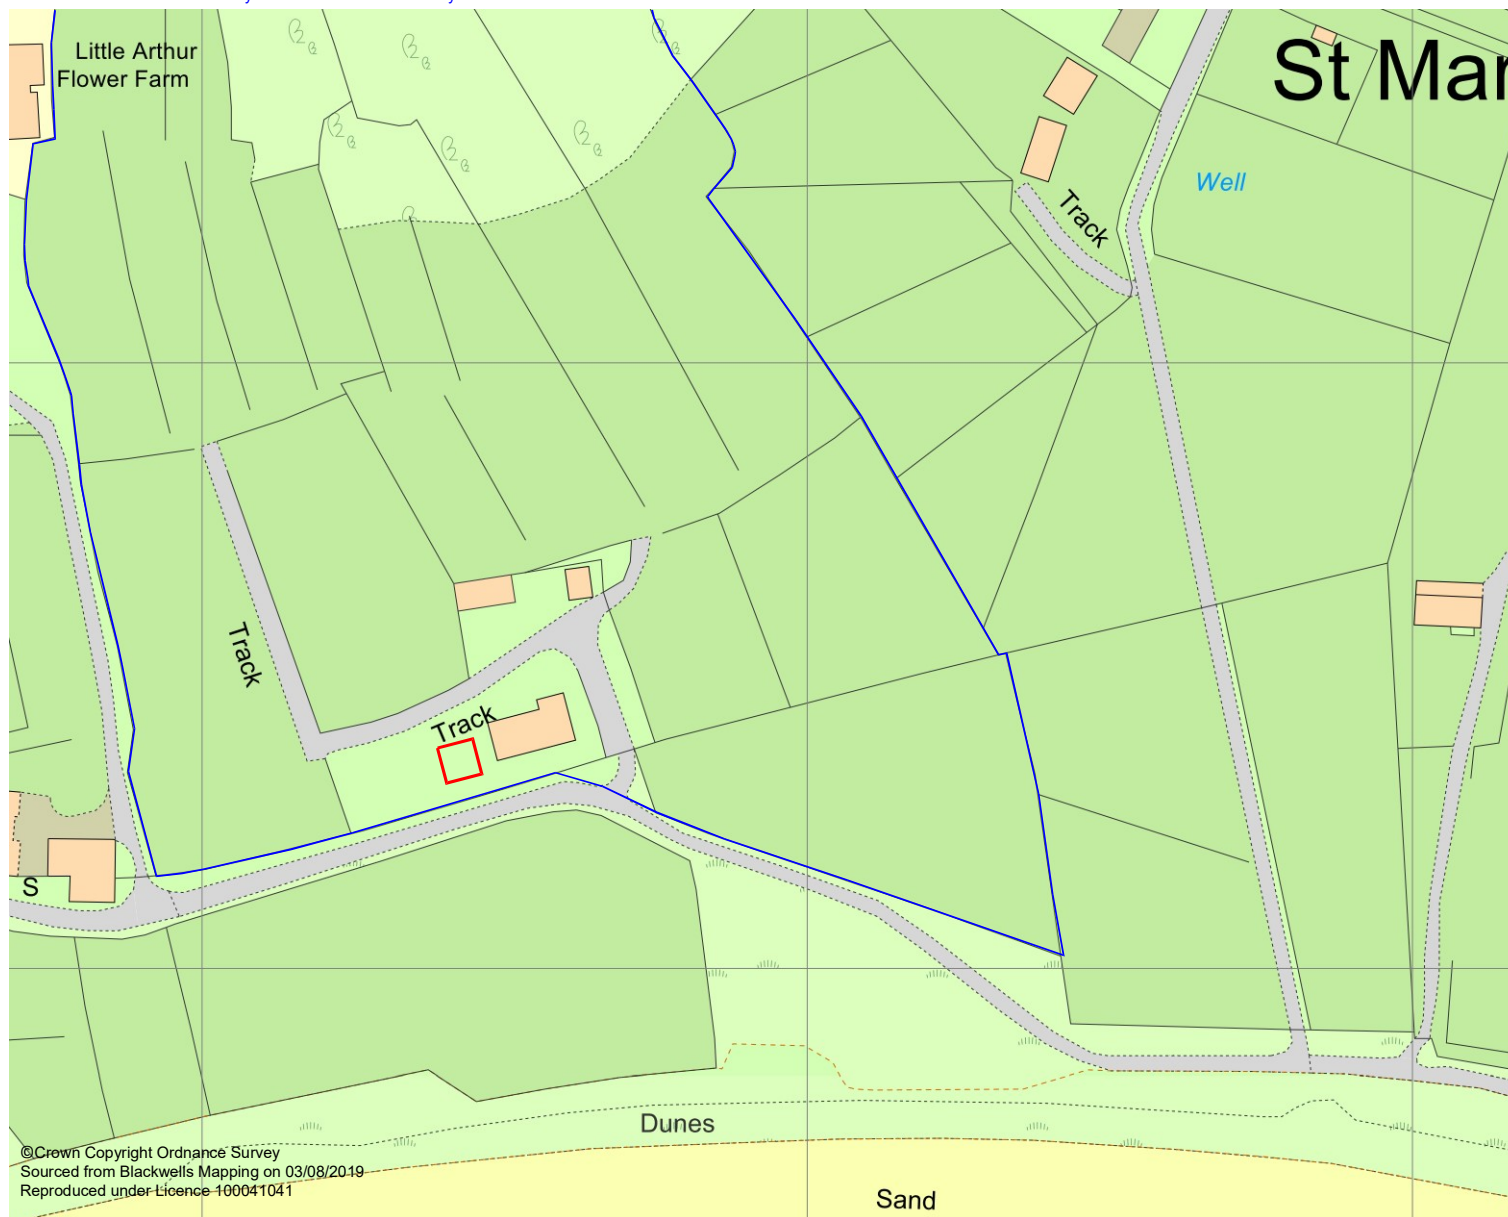 Little Arthur
Flower Farm
St Mar
Well
Track
Track
Track
S
Dunes
©Crown Copyright Ordnance Survey
Sourced from Blackwells Mapping on 03/08/2019
Reproduced under Licence 100041041
Sand